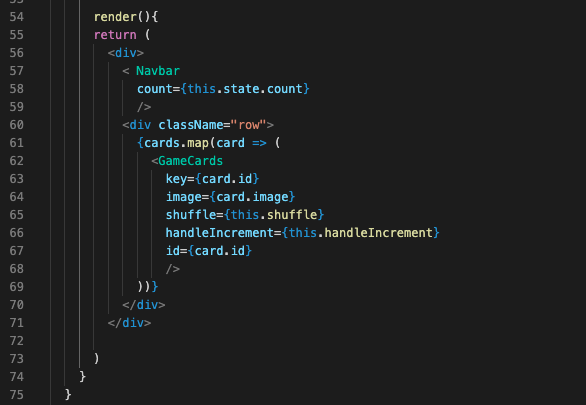 54 render(){
55 return (
56 <div>
57 < Navbar
58 count={this.state.count}
59 />
60 <div className="row">
61 {cards.map(card => (
62 <GameCards
63 key={card.id}
64 image={card.image}
65 shuffle={this.shuffle}
66 handleIncrement={this.handleIncrement}
67 id={card.id}
68 />
69 ))}
70 </div>
71 </div>
72
73 )
74 }
75 }